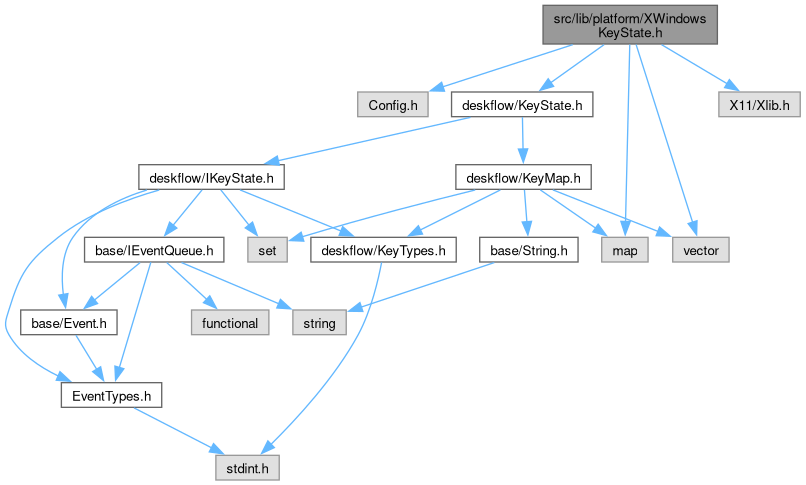 src/lib/platform/XWindows
KeyState.h
Config.h
deskflow/KeyState.h
X11/Xlib.h
deskflow/IKeyState.h
deskflow/KeyMap.h
base/IEventQueue.h
set
deskflow/KeyTypes.h
base/String.h
map
vector
base/Event.h
functional
string
EventTypes.h
stdint.h